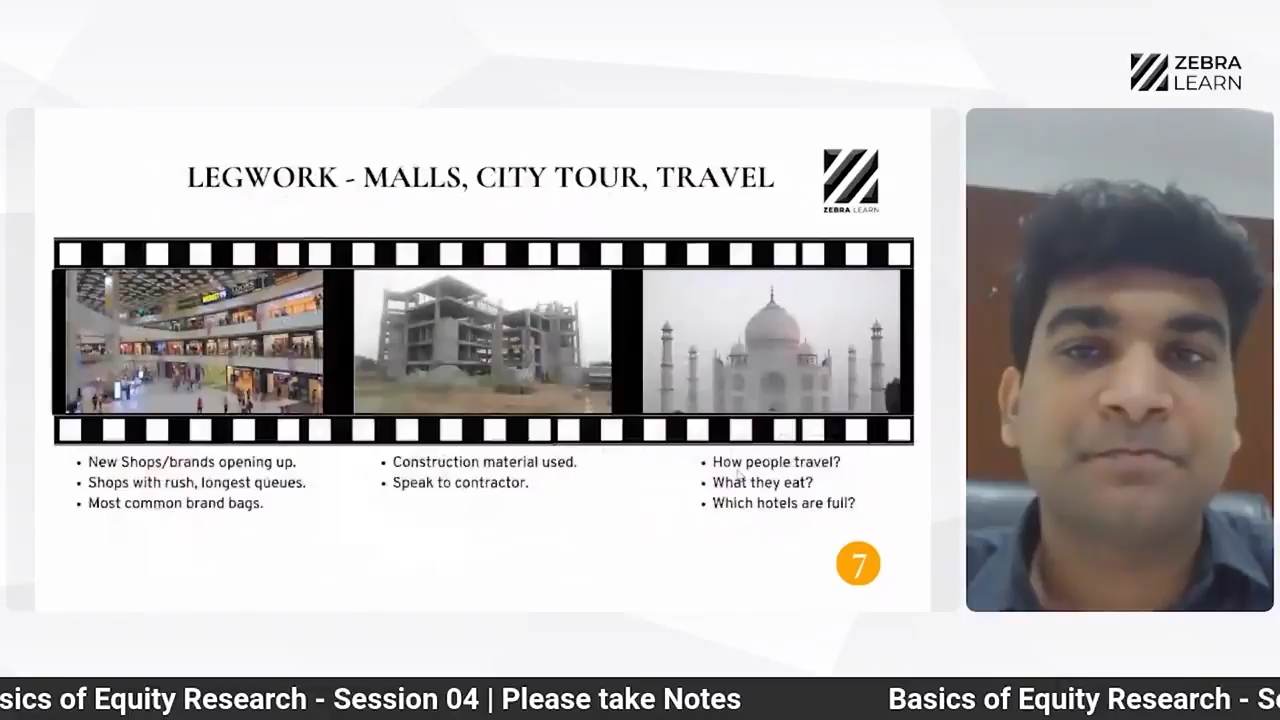 ZEBRA
LEARN
LEGWORK - MALLS, CITY TOUR, TRAVEL
ZEBRA LEARN
• New Shops/brands opening up.
• Shops with rush, longest queues.
• Most common brand bags.
• Construction material used.
• Speak to contractor.
• How people travel?
• What they eat?
• Which hotels are full?
7
sics of Equity Research - Session 04 | Please take Notes
Basics of Equity Research - Se